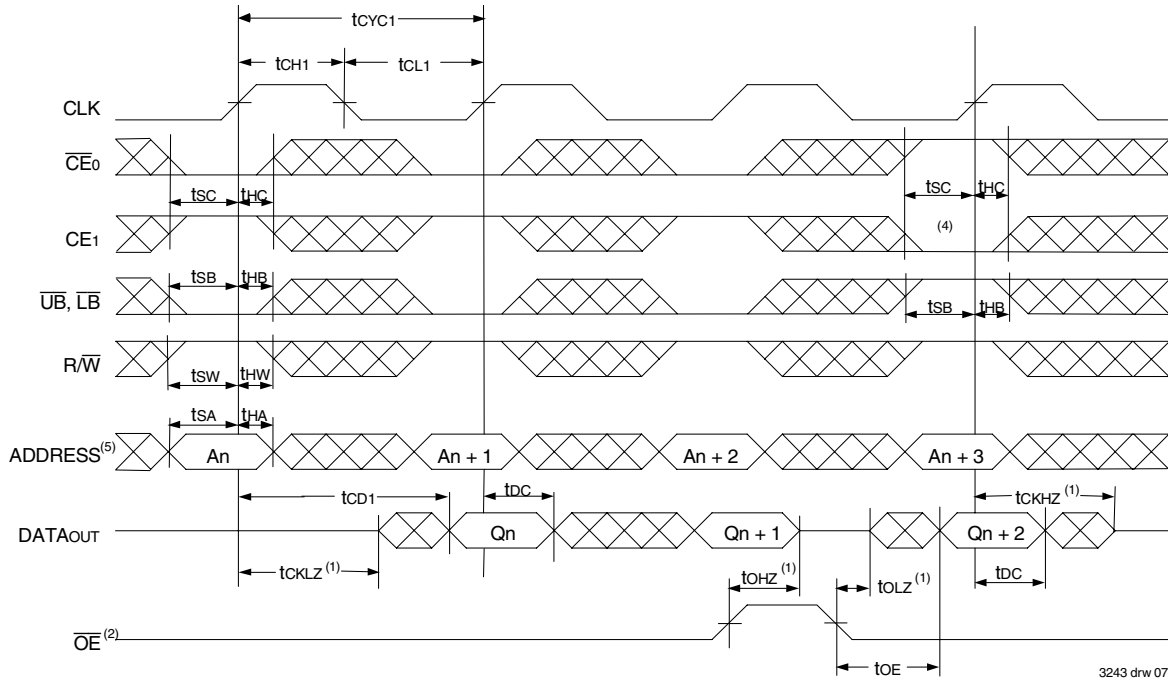 tCYC1
tCH1
tCL1
CLK
CE0
tSC
tHC
tSC
tHC
CE1
(4)
tSB
tHB
UB, LB
tSB
tHB
R/W
tSW
tHW
tSA
tHA
ADDRESS(5)
An
An + 1
An + 2
An + 3
tCD1
tDC
tCKHZ(1)
DATAOUT
Qn
Qn + 1
Qn + 2
tCKLZ(1)
tOHZ(1)
tOLZ(1)
tDC
OE(2)
tOE
3243 drw 07